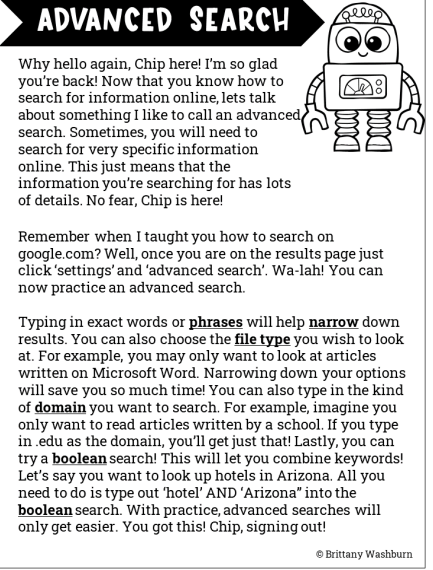 ADVANCED SEARCH
Why hello again, Chip here! I'm so glad
you're back! Now that you know how to
search for information online, lets talk
about something I like to call an advanced
search. Sometimes, you will need to
search for very specific information
online. This just means that the
information you're searching for has lots
of details. No fear, Chip is here!
Remember when I taught you how to search on
google.com? Well, once you are on the results page just
click 'settings' and 'advanced search'. Wa-lah! You can
now practice an advanced search.
Typing in exact words or phrases will help narrow down
results. You can also choose the file type you wish to look
at. For example, you may only want to look at articles
written on Microsoft Word. Narrowing down your options
will save you so much time! You can also type in the kind
of domain you want to search. For example, imagine you
only want to read articles written by a school. If you type
in .edu as the domain, you'll get just that! Lastly, you can
try a boolean search! This will let you combine keywords!
Let's say you want to look up hotels in Arizona. All you
need to do is type out 'hotel' AND 'Arizona" into the
boolean search. With practice, advanced searches will
only get easier. You got this! Chip, signing out!
© Brittany Washburn